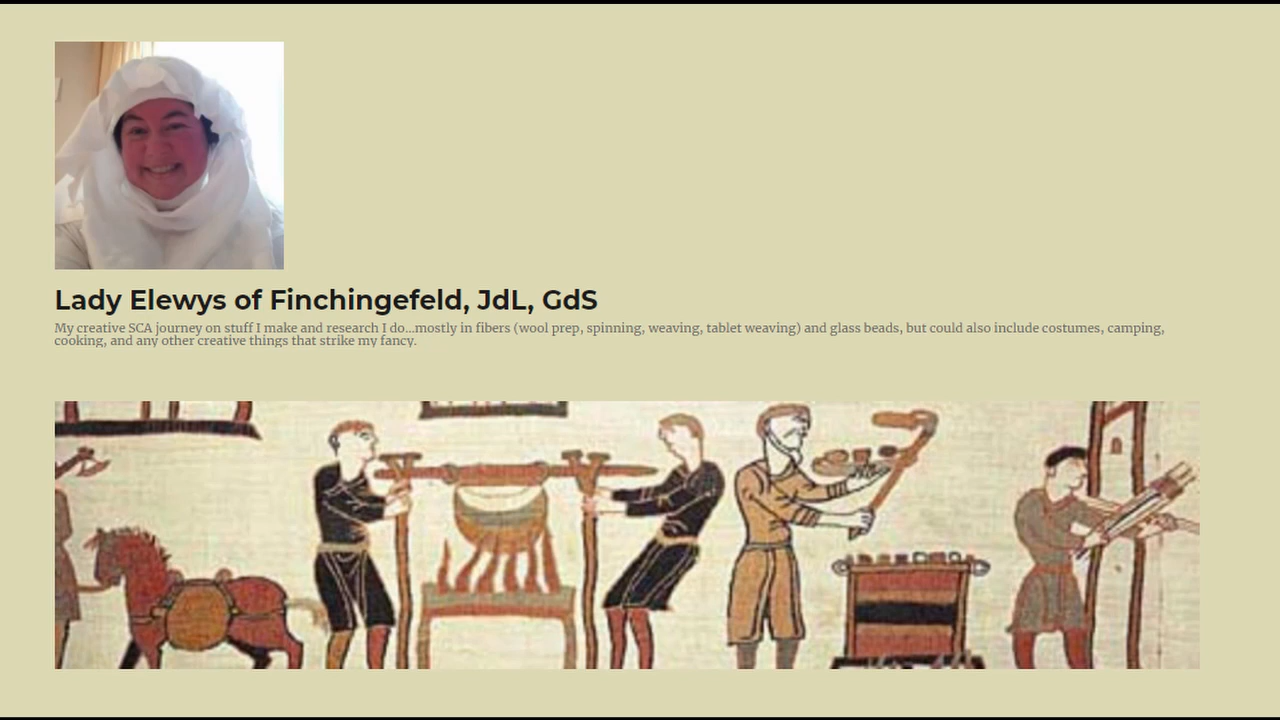 Lady Elewys of Finchingefeld, JdL, GdS
My creative SCA journey on stuff I make and research I do...mostly in fibers (wool prep, spinning, weaving, tablet weaving) and glass beads, but could also include costumes, camping,
cooking, and any other creative things that strike my fancy.